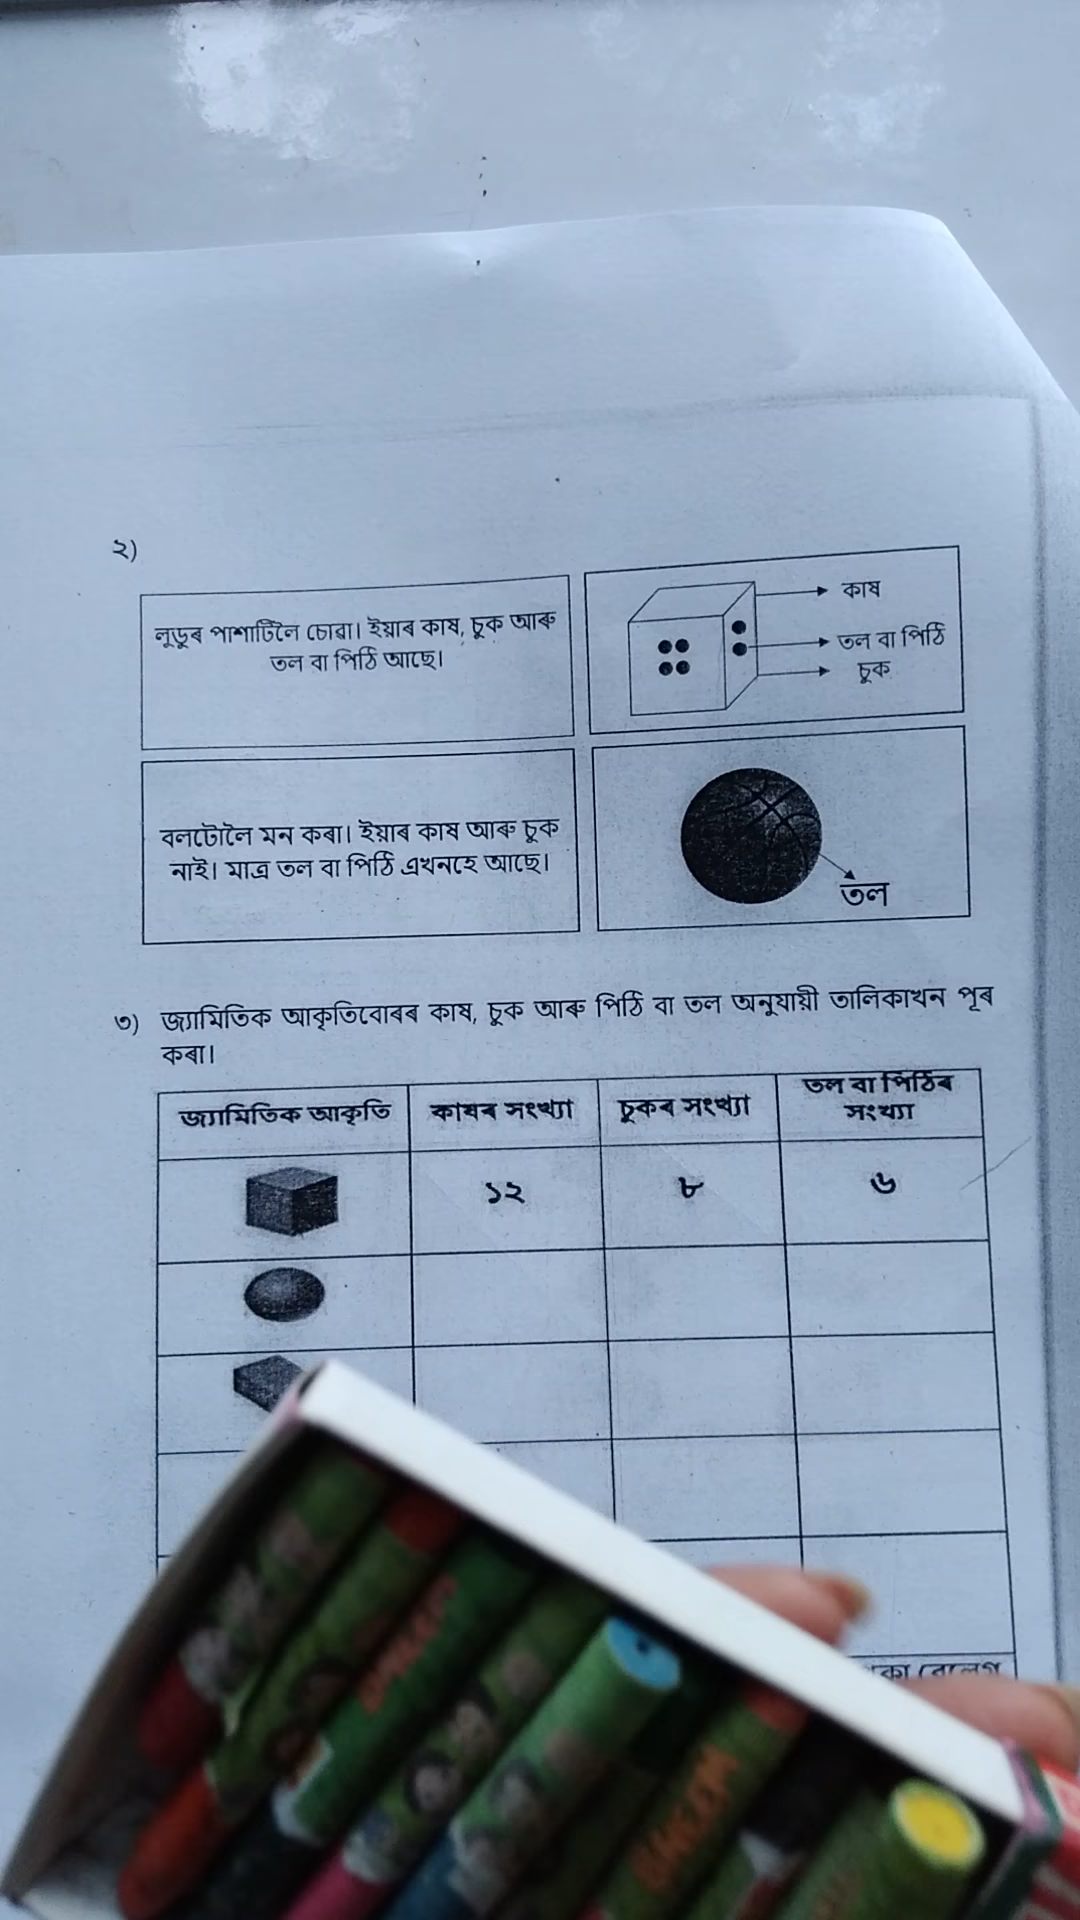 ২)
লুডুৰ পাশাটিলৈ চোৱা। ইয়াৰ কাষ, চুক আৰু
তল বা পিঠি আছে।
কাষ
তল বা পিঠি
চুক
বলটোলৈ মন কৰা। ইয়াৰ কাষ আৰু চুক
নাই। মাত্ৰ তল বা পিঠি এখনহে আছে।
তল
৩) জ্যামিতিক আকৃতিবোৰৰ কাষ, চুক আৰু পিঠি বা তল অনুযায়ী তালিকাখন পূৰ
কৰা।
জ্যামিতিক আকৃতি কাষৰ সংখ্যা চুকৰ সংখ্যা তল বা পিঠিৰ
সংখ্যা
১২ ৮ ৬